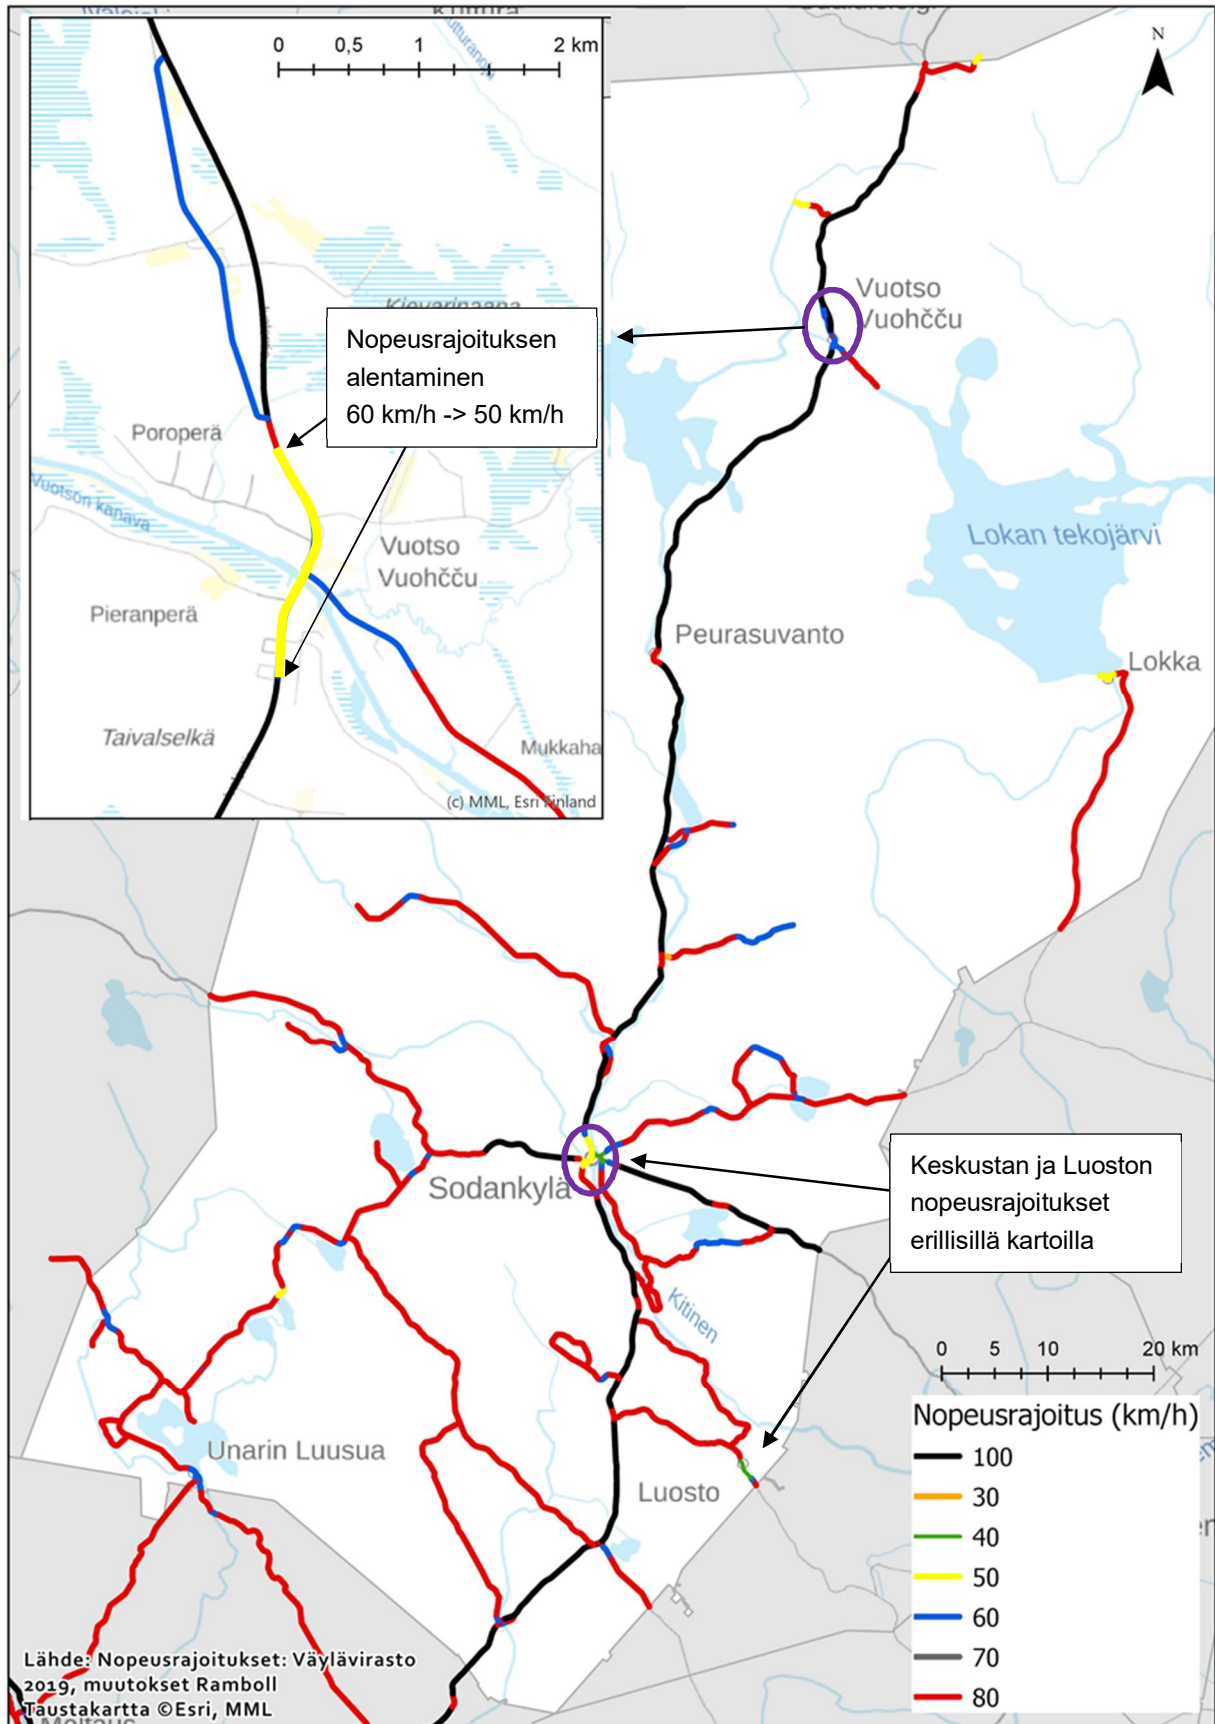 Kuttura
Kutturanoja
0 0,5 1 2 km
N
Kievarinaapa
Nopeusrajoituksen
alentaminen
60 km/h -> 50 km/h
Poroperä
Vuotson kanava
Vuotso
Vuohčču
Pieranperä
Taivalselkä
Mukkaha
(c) MML, Esri Finland
Vuotso
Vuohčču
Lokan tekojärvi
Peurasuvanto
Lokka
Sodankylä
Keskustan ja Luoston
nopeusrajoitukset
erillisillä kartoilla
Kitinen
0 5 10 20 km
Unarin Luusua
Luosto
Nopeusrajoitus (km/h)
100
30
40
50
60
70
80
Lähde: Nopeusrajoitukset: Väylävirasto
2019, muutokset Ramboll
Taustakartta ©Esri, MML